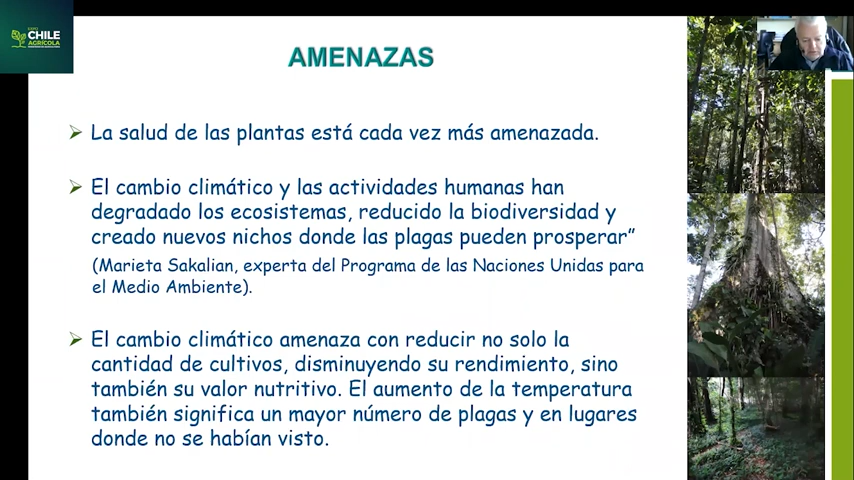 CHILE
AGRÍCOLA
AMENAZAS
La salud de las plantas está cada vez más amenazada.
El cambio climático y las actividades humanas han
degradado los ecosistemas, reducido la biodiversidad y
creado nuevos nichos donde las plagas pueden prosperar”
(Marieta Sakalian, experta del Programa de las Naciones Unidas para
el Medio Ambiente).
El cambio climático amenaza con reducir no solo la
cantidad de cultivos, disminuyendo su rendimiento, sino
también su valor nutritivo. El aumento de la temperatura
también significa un mayor número de plagas y en lugares
donde no se habían visto.